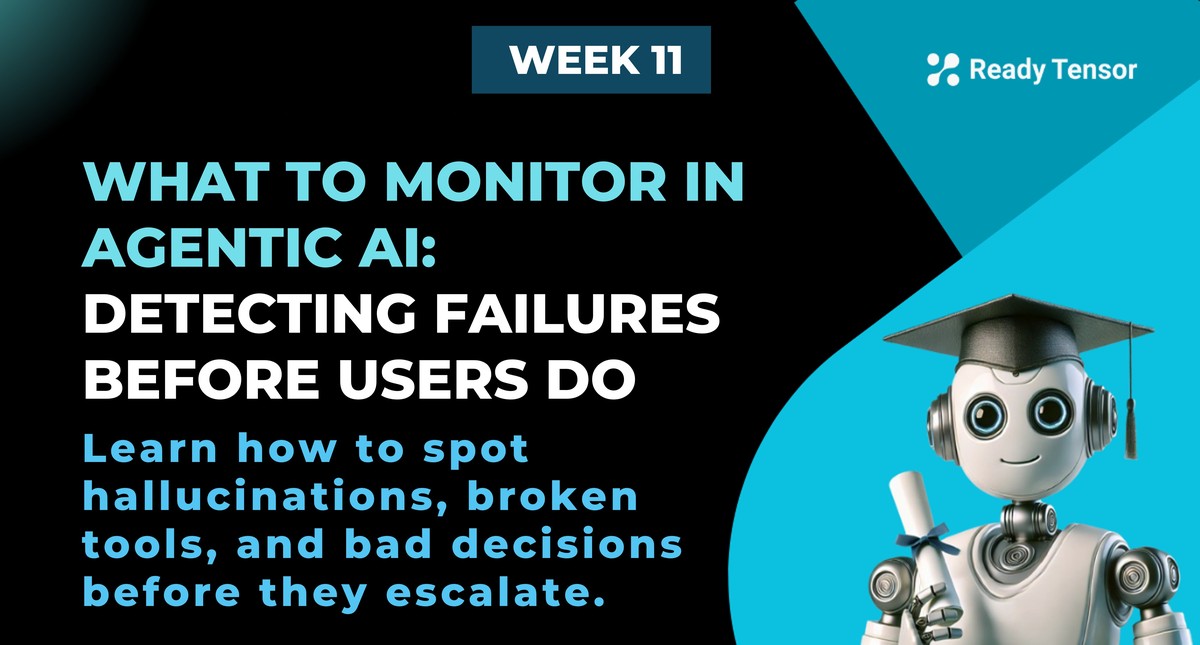 WEEK 11
Ready Tensor
WHAT TO MONITOR IN
AGENTIC AI:
DETECTING FAILURES
BEFORE USERS DO
Learn how to spot
hallucinations, broken
tools, and bad decisions
before they escalate.